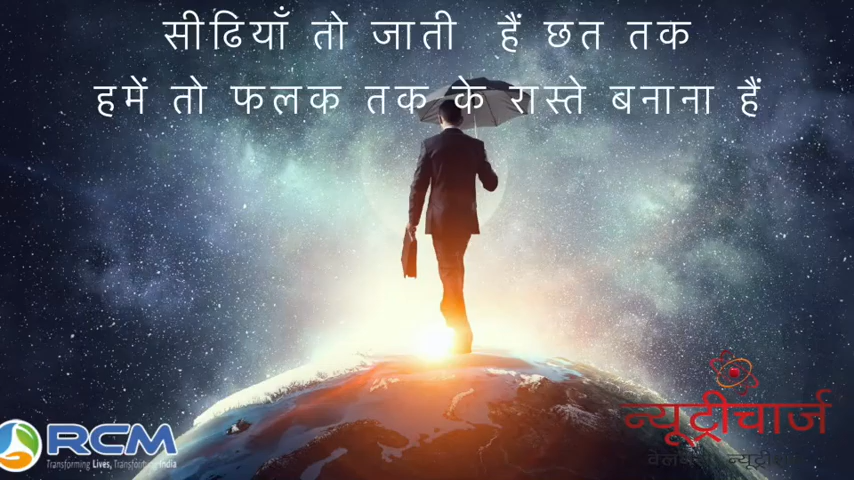 सीढियाँ तो जाती हैं छत तक
हमें तो फलक तक के रास्ते बनाना हैं
RCM
Transforming Lives, Transforming India
न्यूट्रीचार्ज